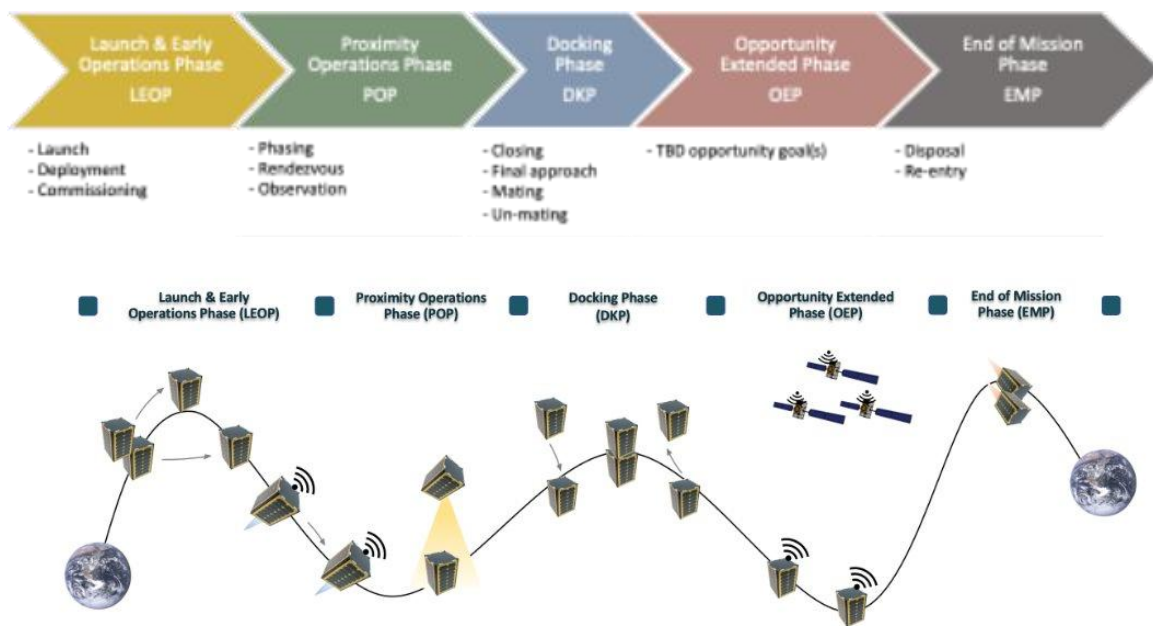 Launch & Early
Operations Phase
LEOP
Proximity
Operations Phase
POP
Docking
Phase
DKP
Opportunity
Extended Phase
OEP
End of Mission
Phase
EMP
- Launch
- Deployment
- Commissioning
- Phasing
- Rendezvous
- Observation
- Closing
- Final approach
- Mating
- Un-mating
- TBD opportunity goal(s)
- Disposal
- Re-entry
Launch & Early
Operations Phase (LEOP)
Proximity Operations
Phase (POP)
Docking Phase
(DKP)
Opportunity Extended
Phase (OEP)
End of Mission
Phase (EMP)